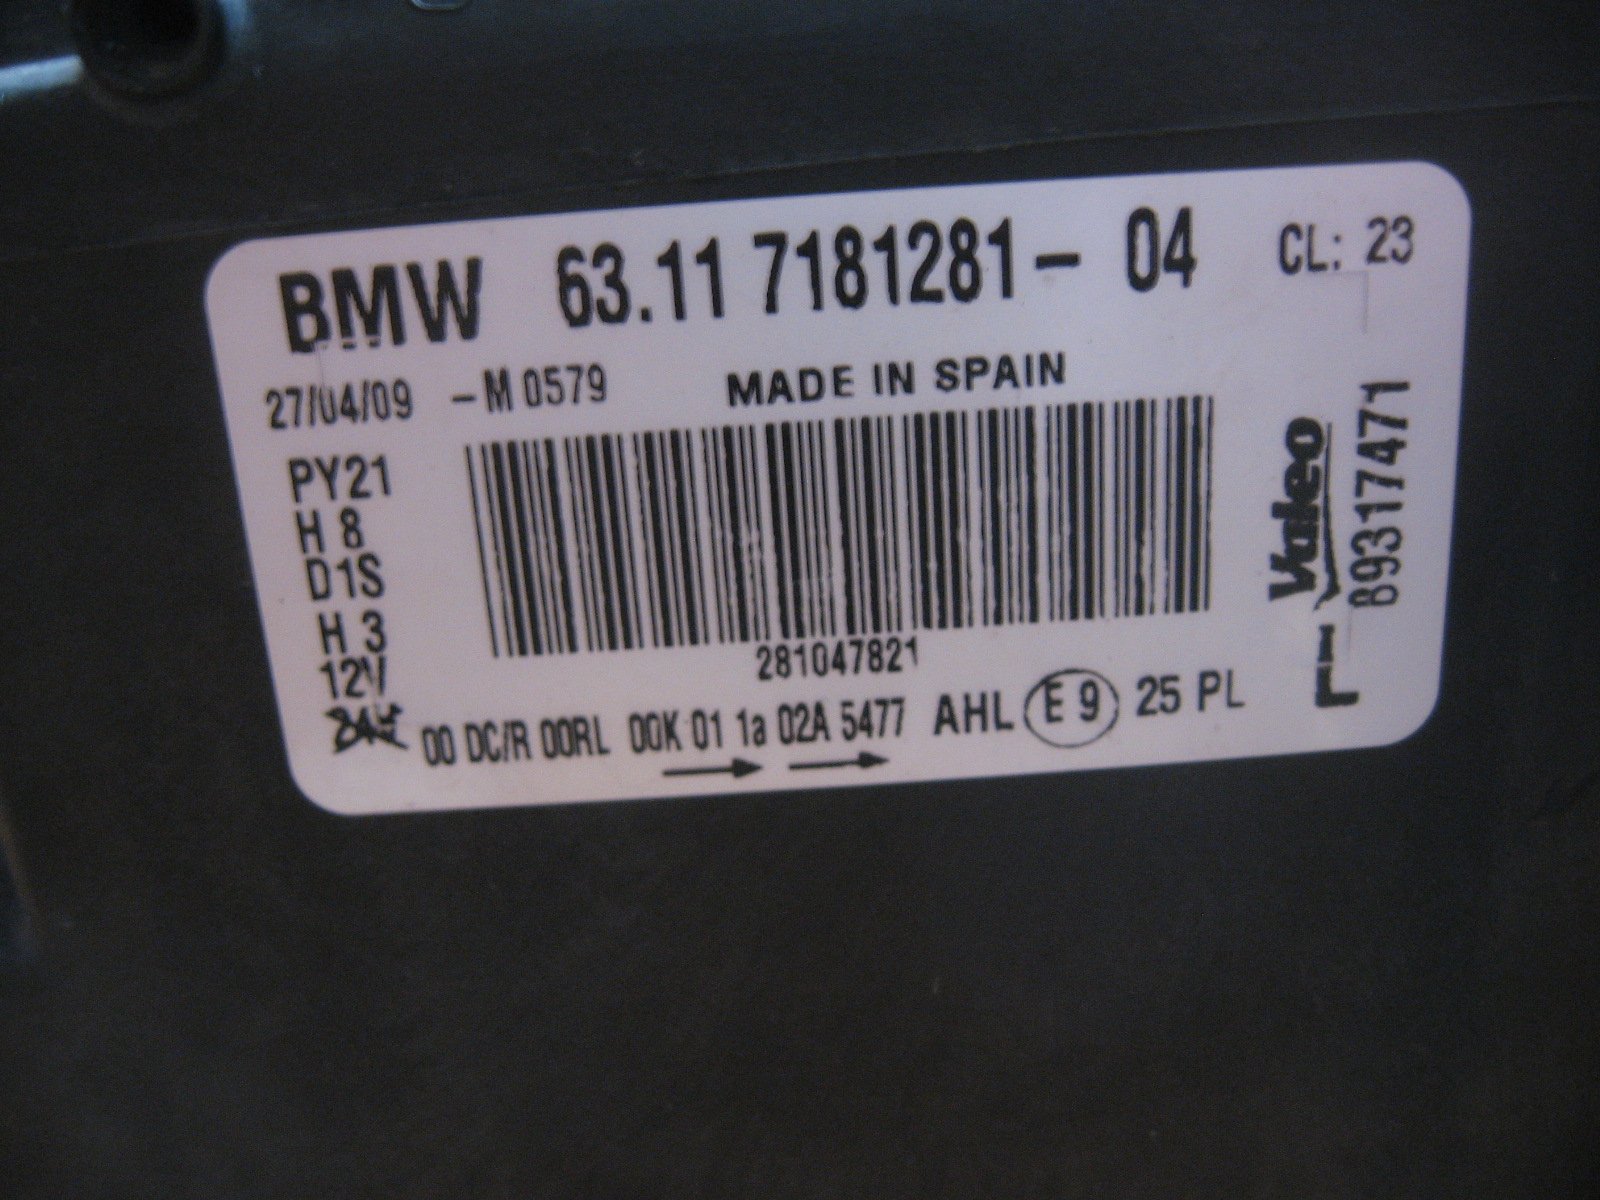 BMW 63.11 7181281- 04 CL: 23
27/04/09 -M 0579 MADE IN SPAIN
PY21
H 8
D1S
H 3
12V
24V
281047821
00 DC/R 00RL 00K 01 1a 02A 5477 AHL E 9 25 PL
Valeo
89317471
L